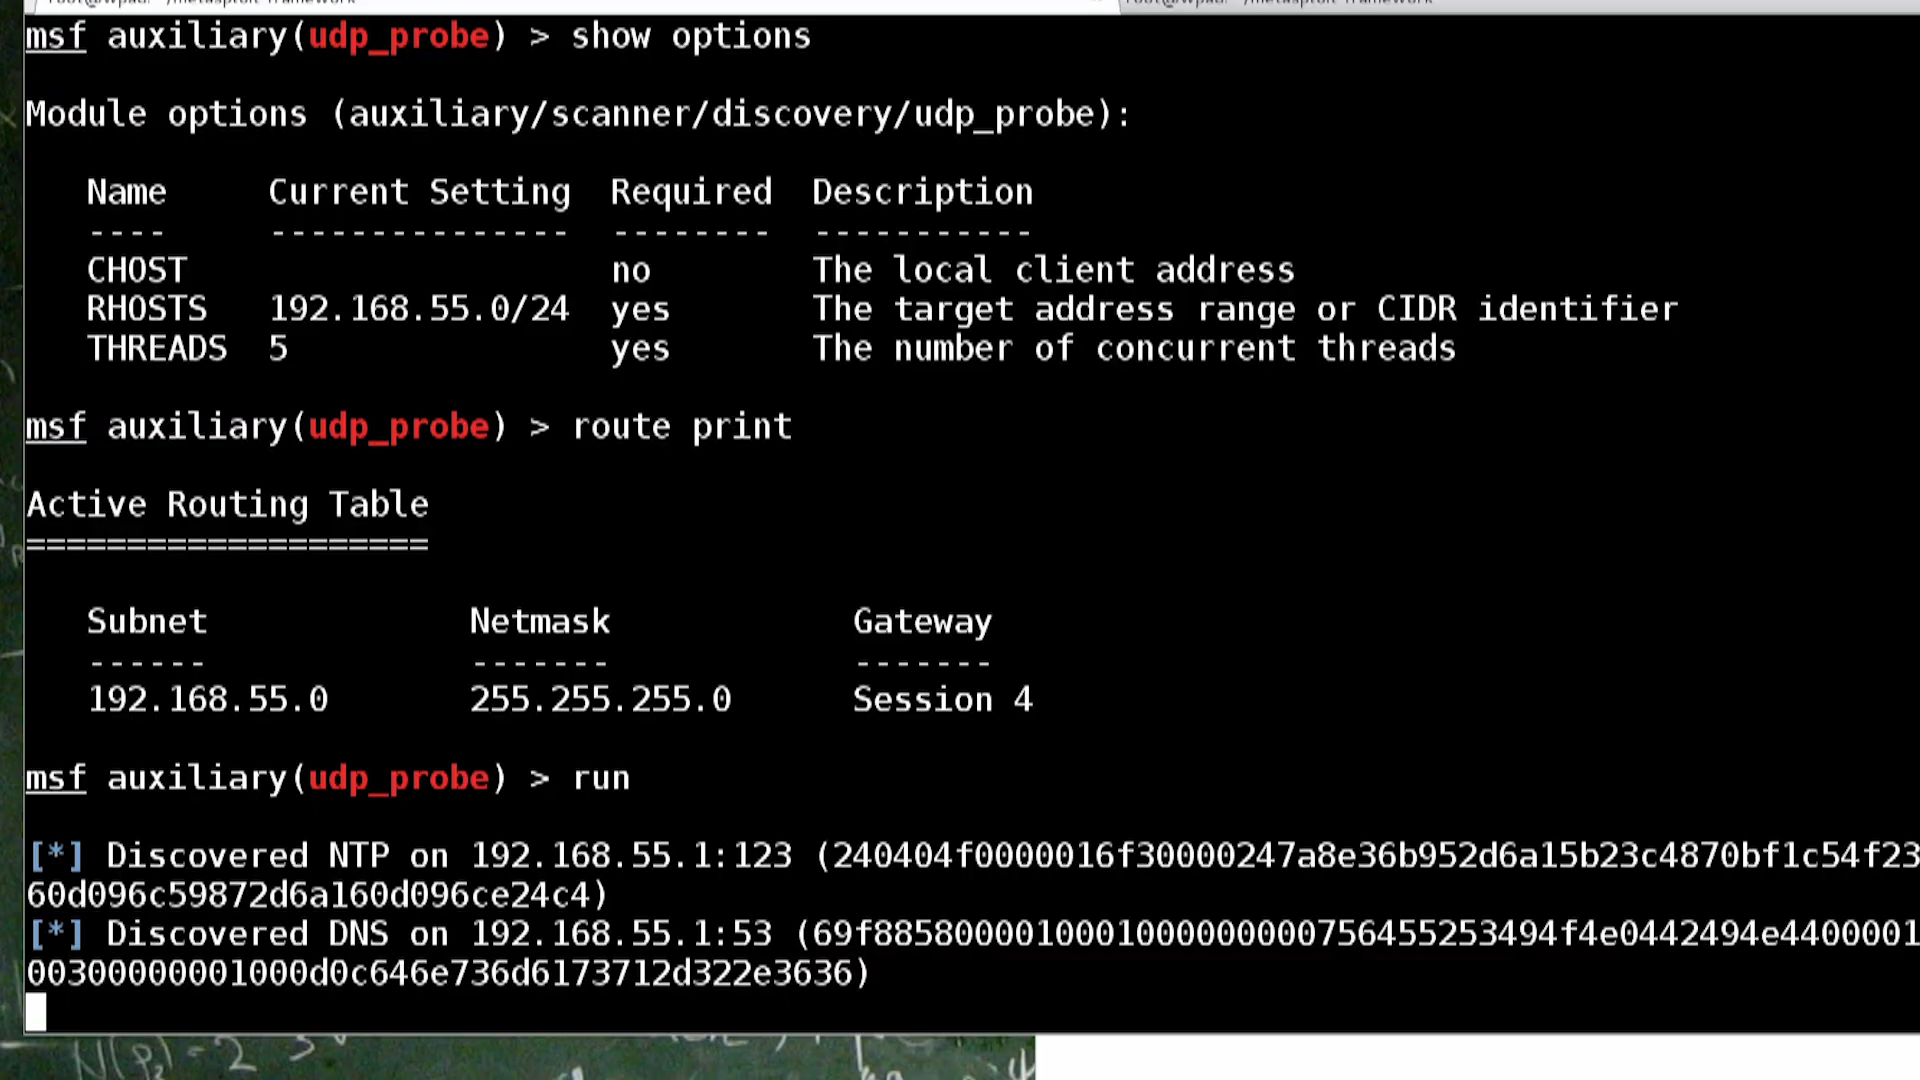 msf auxiliary(udp_probe) > show options
Module options (auxiliary/scanner/discovery/udp_probe):
Name Current Setting Required Description
---- --------------- -------- -----------
CHOST no The local client address
RHOSTS 192.168.55.0/24 yes The target address range or CIDR identifier
THREADS 5 yes The number of concurrent threads
msf auxiliary(udp_probe) > route print
Active Routing Table
====================
Subnet Netmask Gateway
------ ------- -------
192.168.55.0 255.255.255.0 Session 4
msf auxiliary(udp_probe) > run
[*] Discovered NTP on 192.168.55.1:123 (240404f0000016f30000247a8e36b952d6a15b23c4870bf1c54f23
60d096c59872d6a160d096ce24c4)
[*] Discovered DNS on 192.168.55.1:53 (69f8858000010001000000000756455253494f4e0442494e4400001
00300000001000d0c646e736d6173712d322e3636)